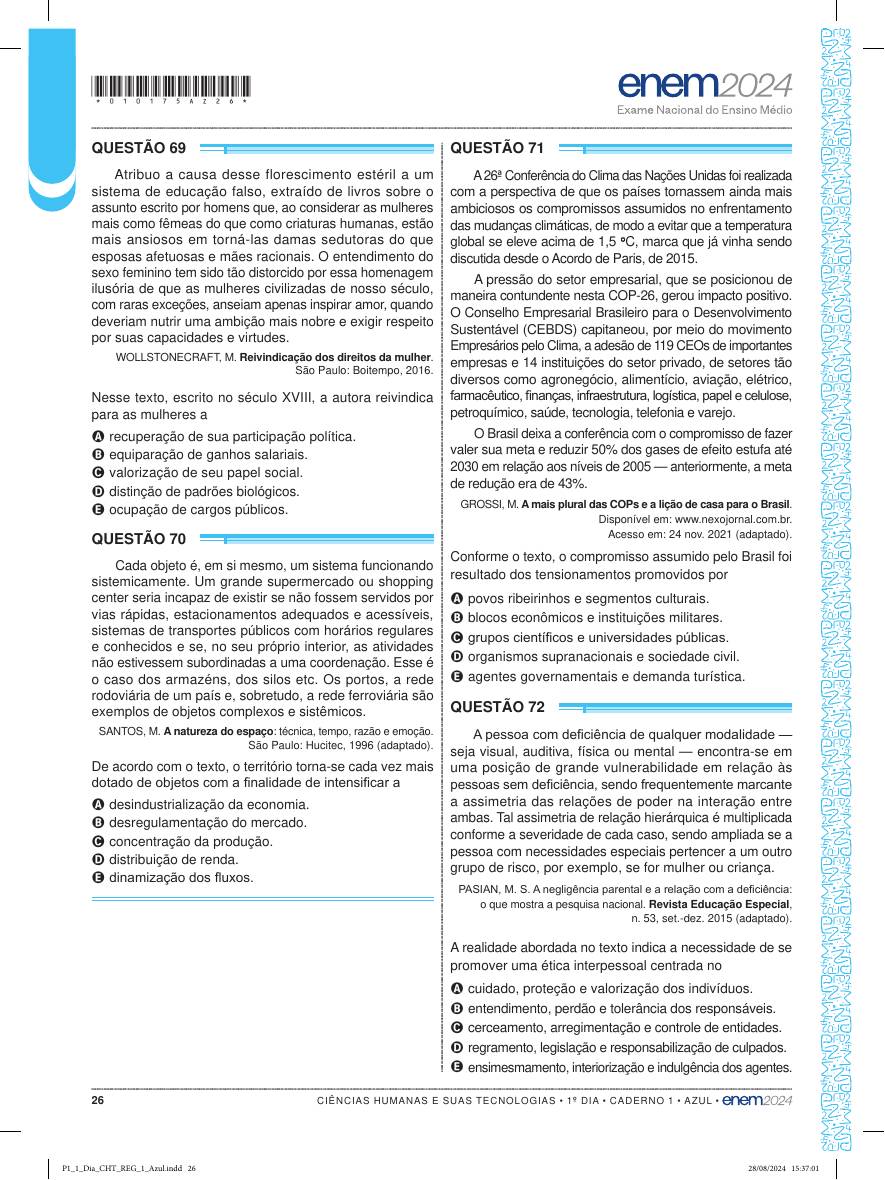 *010175AZ26*
enem2024
Exame Nacional do Ensino Médio
QUESTÃO 69
Atribuo a causa desse florescimento estéril a um
sistema de educação falso, extraído de livros sobre o
assunto escrito por homens que, ao considerar as mulheres
mais como fêmeas do que como criaturas humanas, estão
mais ansiosos em torná-las damas sedutoras do que
esposas afetuosas e mães racionais. O entendimento do
sexo feminino tem sido tão distorcido por essa homenagem
ilusória de que as mulheres civilizadas de nosso século,
com raras exceções, anseiam apenas inspirar amor, quando
deveriam nutrir uma ambição mais nobre e exigir respeito
por suas capacidades e virtudes.
WOLLSTONECRAFT, M. Reivindicação dos direitos da mulher.
São Paulo: Boitempo, 2016.
Nesse texto, escrito no século XVIII, a autora reivindica
para as mulheres a
A recuperação de sua participação política.
B equiparação de ganhos salariais.
C valorização de seu papel social.
D distinção de padrões biológicos.
E ocupação de cargos públicos.
QUESTÃO 70
Cada objeto é, em si mesmo, um sistema funcionando
sistemicamente. Um grande supermercado ou shopping
center seria incapaz de existir se não fossem servidos por
vias rápidas, estacionamentos adequados e acessíveis,
sistemas de transportes públicos com horários regulares
e conhecidos e se, no seu próprio interior, as atividades
não estivessem subordinadas a uma coordenação. Esse é
o caso dos armazéns, dos silos etc. Os portos, a rede
rodoviária de um país e, sobretudo, a rede ferroviária são
exemplos de objetos complexos e sistêmicos.
SANTOS, M. A natureza do espaço: técnica, tempo, razão e emoção.
São Paulo: Hucitec, 1996 (adaptado).
De acordo com o texto, o território torna-se cada vez mais
dotado de objetos com a finalidade de intensificar a
A desindustrialização da economia.
B desregulamentação do mercado.
C concentração da produção.
D distribuição de renda.
E dinamização dos fluxos.
QUESTÃO 71
A 26ª Conferência do Clima das Nações Unidas foi realizada
com a perspectiva de que os países tornassem ainda mais
ambiciosos os compromissos assumidos no enfrentamento
das mudanças climáticas, de modo a evitar que a temperatura
global se eleve acima de 1,5 ºC, marca que já vinha sendo
discutida desde o Acordo de Paris, de 2015.
A pressão do setor empresarial, que se posicionou de
maneira contundente nesta COP-26, gerou impacto positivo.
O Conselho Empresarial Brasileiro para o Desenvolvimento
Sustentável (CEBDS) capitaneou, por meio do movimento
Empresários pelo Clima, a adesão de 119 CEOs de importantes
empresas e 14 instituições do setor privado, de setores tão
diversos como agronegócio, alimentício, aviação, elétrico,
farmacêutico, finanças, infraestrutura, logística, papel e celulose,
petroquímico, saúde, tecnologia, telefonia e varejo.
O Brasil deixa a conferência com o compromisso de fazer
valer sua meta e reduzir 50% dos gases de efeito estufa até
2030 em relação aos níveis de 2005 — anteriormente, a meta
de redução era de 43%.
GROSSI, M. A mais plural das COPs e a lição de casa para o Brasil.
Disponível em: www.nexojornal.com.br.
Acesso em: 24 nov. 2021 (adaptado).
Conforme o texto, o compromisso assumido pelo Brasil foi
resultado dos tensionamentos promovidos por
A povos ribeirinhos e segmentos culturais.
B blocos econômicos e instituições militares.
C grupos científicos e universidades públicas.
D organismos supranacionais e sociedade civil.
E agentes governamentais e demanda turística.
QUESTÃO 72
A pessoa com deficiência de qualquer modalidade —
seja visual, auditiva, física ou mental — encontra-se em
uma posição de grande vulnerabilidade em relação às
pessoas sem deficiência, sendo frequentemente marcante
a assimetria das relações de poder na interação entre
ambas. Tal assimetria de relação hierárquica é multiplicada
conforme a severidade de cada caso, sendo ampliada se a
pessoa com necessidades especiais pertencer a um outro
grupo de risco, por exemplo, se for mulher ou criança.
PASIAN, M. S. A negligência parental e a relação com a deficiência:
o que mostra a pesquisa nacional. Revista Educação Especial,
n. 53, set.-dez. 2015 (adaptado).
A realidade abordada no texto indica a necessidade de se
promover uma ética interpessoal centrada no
A cuidado, proteção e valorização dos indivíduos.
B entendimento, perdão e tolerância dos responsáveis.
C cerceamento, arregimentação e controle de entidades.
D regramento, legislação e responsabilização de culpados.
E ensimesmamento, interiorização e indulgência dos agentes.
26
CIÊNCIAS HUMANAS E SUAS TECNOLOGIAS • 1º DIA • CADERNO 1 • AZUL • enem2024
P1_1_Dia_CHT_REG_1_Azul.indd 26
28/08/2024 15:37:01